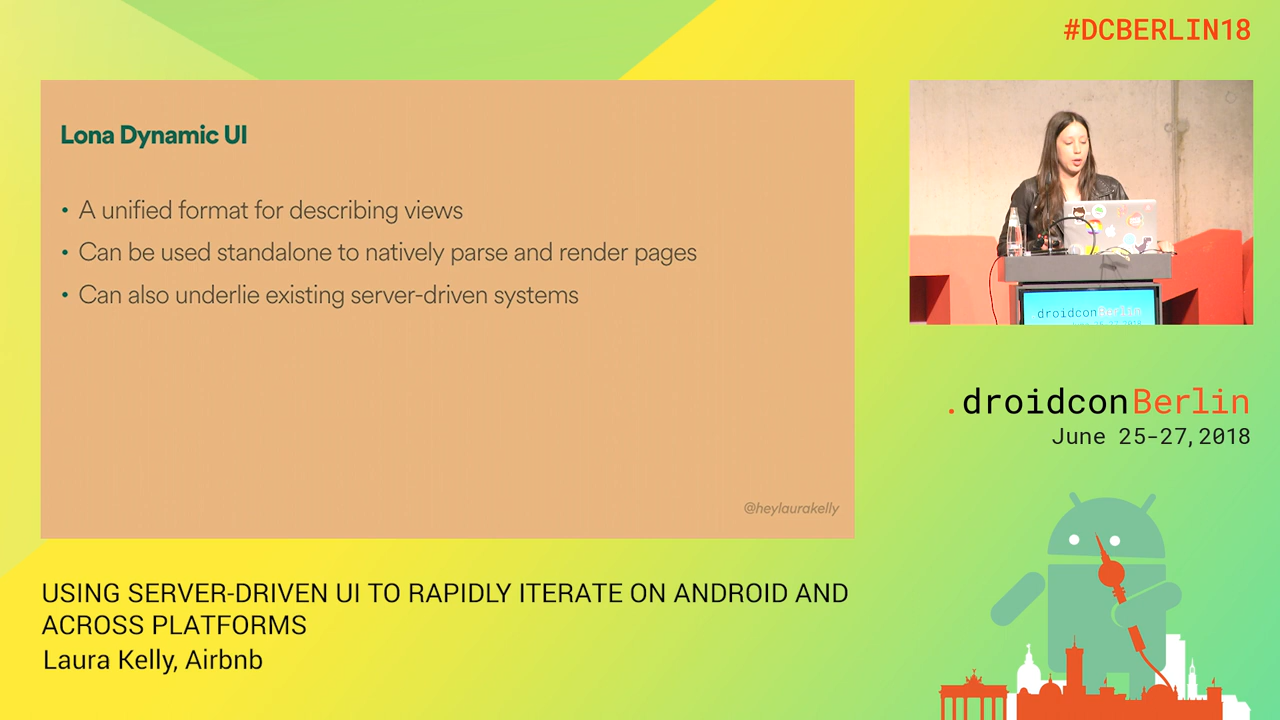 #DCBERLIN18
Lona Dynamic UI
• A unified format for describing views
• Can be used standalone to natively parse and render pages
• Can also underlie existing server-driven systems
@heylaurakelly
droidconBerlin
.droidconBerlin
June 25-27, 2018
USING SERVER-DRIVEN UI TO RAPIDLY ITERATE ON ANDROID AND
ACROSS PLATFORMS
Laura Kelly, Airbnb